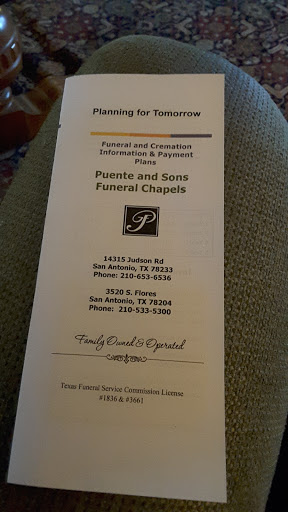 Planning for Tomorrow
Funeral and Cremation
Information & Payment
Plans
Puente and Sons
Funeral Chapels
P
14315 Judson Rd
San Antonio, TX 78233
Phone: 210-653-6536
3520 S. Flores
San Antonio, TX 78204
Phone: 210-533-5300
Family Owned & Operated
Texas Funeral Service Commission License
#1836 & #3661